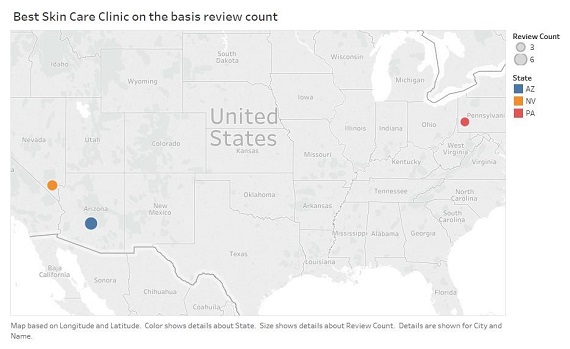 Best Skin Care Clinic on the basis review count
Review Count
3
6
State
AZ
NV
PA
Idaho
South
Dakota
Wisconsin
Michigan
Wyoming
Iowa
United
States
Nevada
Utah
Colorado
Kansas
Illinois
Indiana
Ohio
Pennsylvan
West
Virginia
Virginia
Missouri
Kentucky
Arizona
New
Mexico
Oklahoma
Arkansas
Tennessee
North
Carolina
South
Carolina
Mississippi
Alabama
Georgia
Texas
Louisiana
Baja
California
Sonora
Chihuahua
Coahuila
Florida
Map based on Longitude and Latitude. Color shows details about State. Size shows details about Review Count. Details are shown for City and
Name.